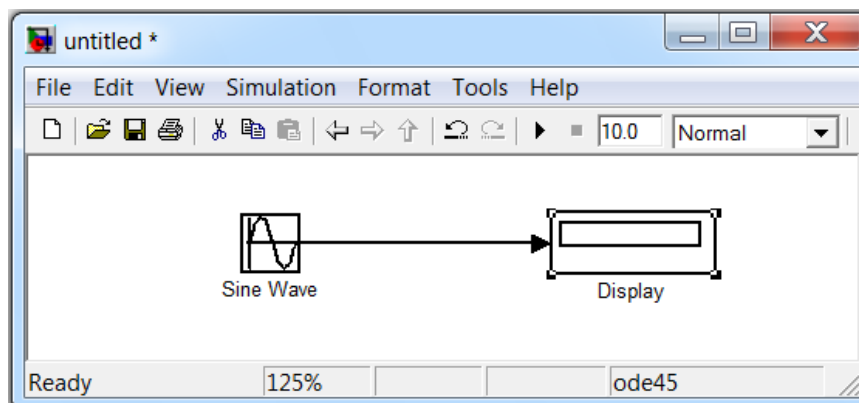 untitled *
File Edit View Simulation Format Tools Help
10.0 Normal
Sine Wave
Display
Ready 125% ode45